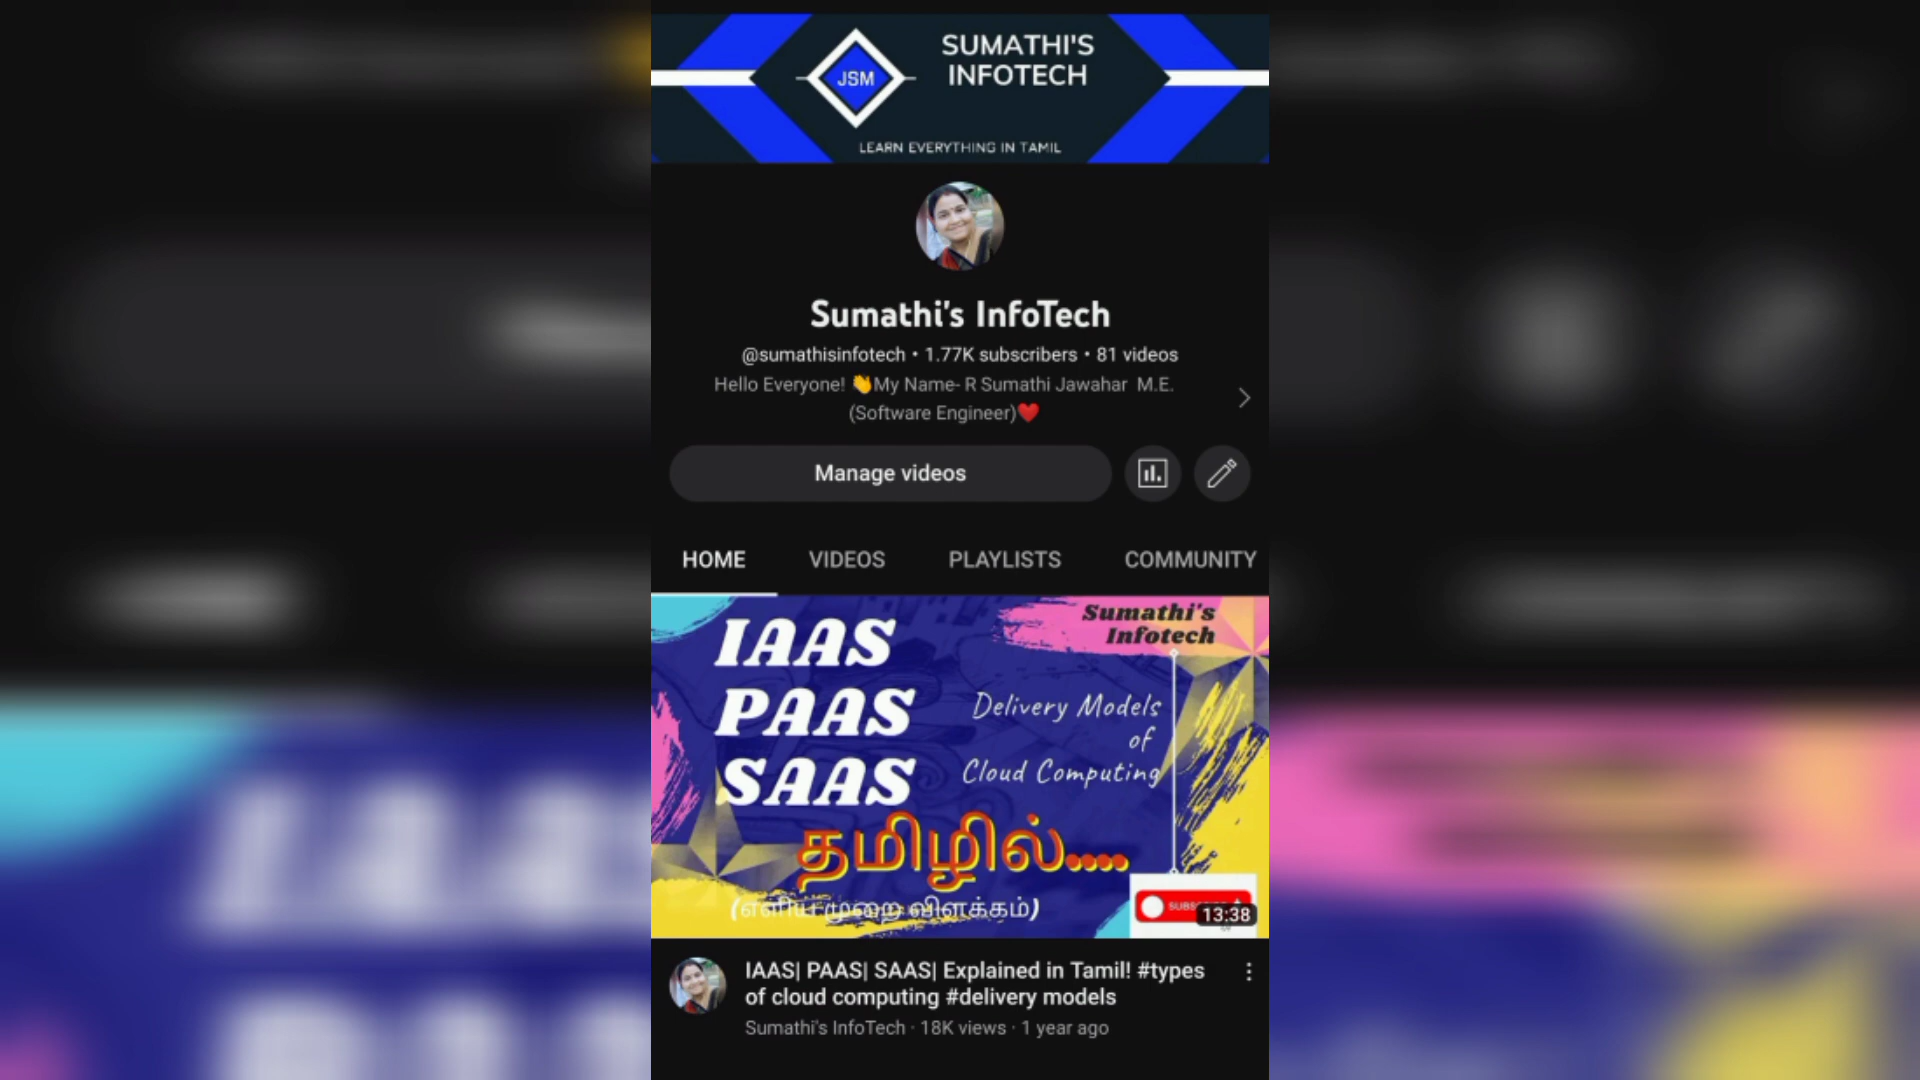 JSM
SUMATHI'S
INFOTECH
LEARN EVERYTHING IN TAMIL
Sumathi's InfoTech
@sumathisinfotech • 1.77K subscribers • 81 videos
Hello Everyone! 👋My Name- R Sumathi Jawahar M.E.
(Software Engineer)❤️
Manage videos
HOME VIDEOS PLAYLISTS COMMUNITY
Sumathi's
Infotech
IAAS
PAAS
SAAS
Delivery Models
of
Cloud Computing
தமிழில்....
(எளிய முறை விளக்கம்)
13:38
IAAS| PAAS| SAAS| Explained in Tamil! #types
of cloud computing #delivery models
Sumathi's InfoTech · 18K views · 1 year ago